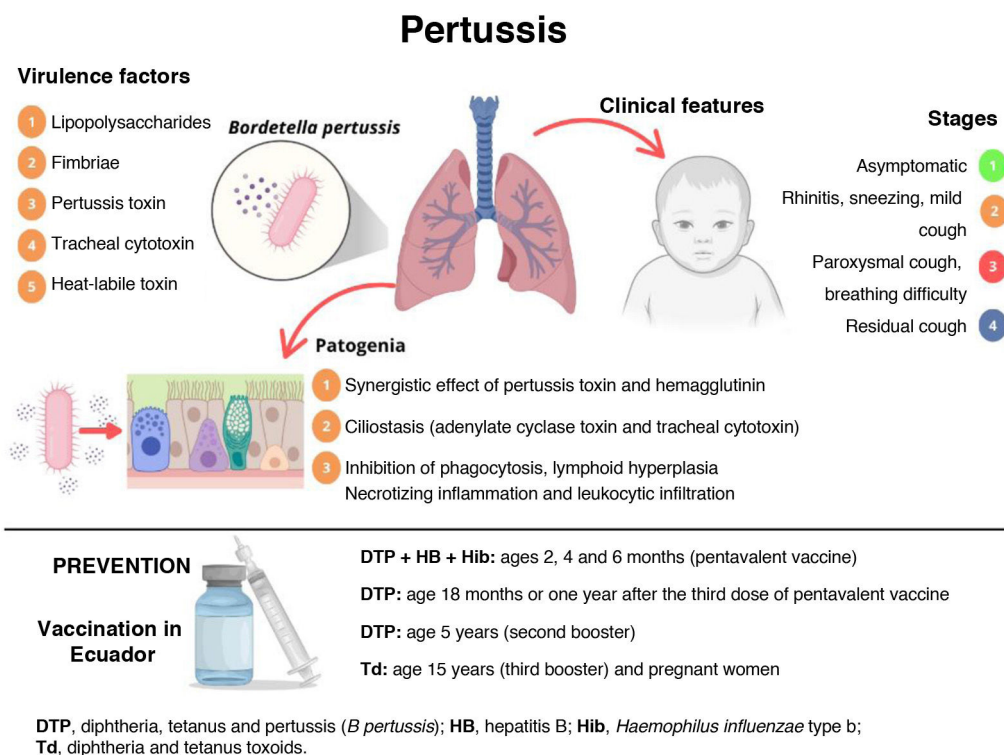 Pertussis
Virulence factors
1 Lipopolysaccharides
2 Fimbriae
3 Pertussis toxin
4 Tracheal cytotoxin
5 Heat-labile toxin
Bordetella pertussis
Clinical features
Stages
Asymptomatic 1
Rhinitis, sneezing, mild 2
cough
Paroxysmal cough, 3
breathing difficulty
Residual cough 4
Patogenia
1 Synergistic effect of pertussis toxin and hemagglutinin
2 Ciliostasis (adenylate cyclase toxin and tracheal cytotoxin)
3 Inhibition of phagocytosis, lymphoid hyperplasia
Necrotizing inflammation and leukocytic infiltration
PREVENTION
Vaccination in
Ecuador
DTP + HB + Hib: ages 2, 4 and 6 months (pentavalent vaccine)
DTP: age 18 months or one year after the third dose of pentavalent vaccine
DTP: age 5 years (second booster)
Td: age 15 years (third booster) and pregnant women
DTP, diphtheria, tetanus and pertussis (B pertussis); HB, hepatitis B; Hib, Haemophilus influenzae type b;
Td, diphtheria and tetanus toxoids.